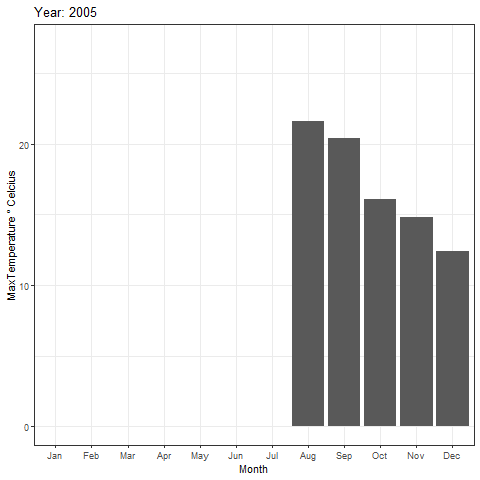 Year: 2005
MaxTemperature " Celcius
20
10
0
Jan Feb Mar Apr May Jun Jul Aug Sep Oct Nov Dec
Month